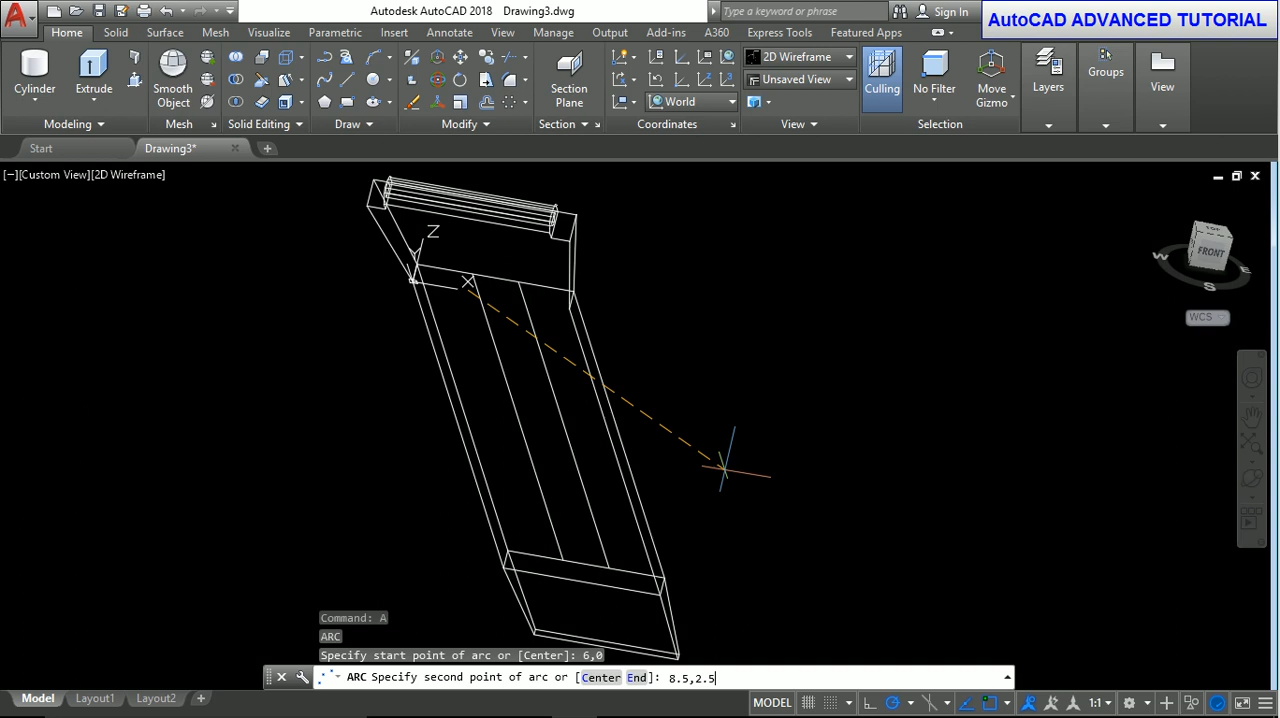 Autodesk AutoCAD 2018 Drawing3.dwg
Type a keyword or phrase
Sign In
AutoCAD ADVANCED TUTORIAL
Home Solid Surface Mesh Visualize Parametric Insert Annotate View Manage Output Add-ins A360 Express Tools Featured Apps
2D Wireframe
Unsaved View
World
Cylinder Extrude Smooth Object Section Plane Culling No Filter Move Gizmo Layers Groups View
Modeling Mesh Solid Editing Draw Modify Section Coordinates View Selection
Start Drawing3*
[−][Custom View][2D Wireframe]
Z
X
TOP
FRONT
W
E
S
WCS
Command: A
ARC
Specify start point of arc or [Center]: 6,0
ARC Specify second point of arc or [Center End]: 8.5,2.5
Model Layout1 Layout2
MODEL 1:1